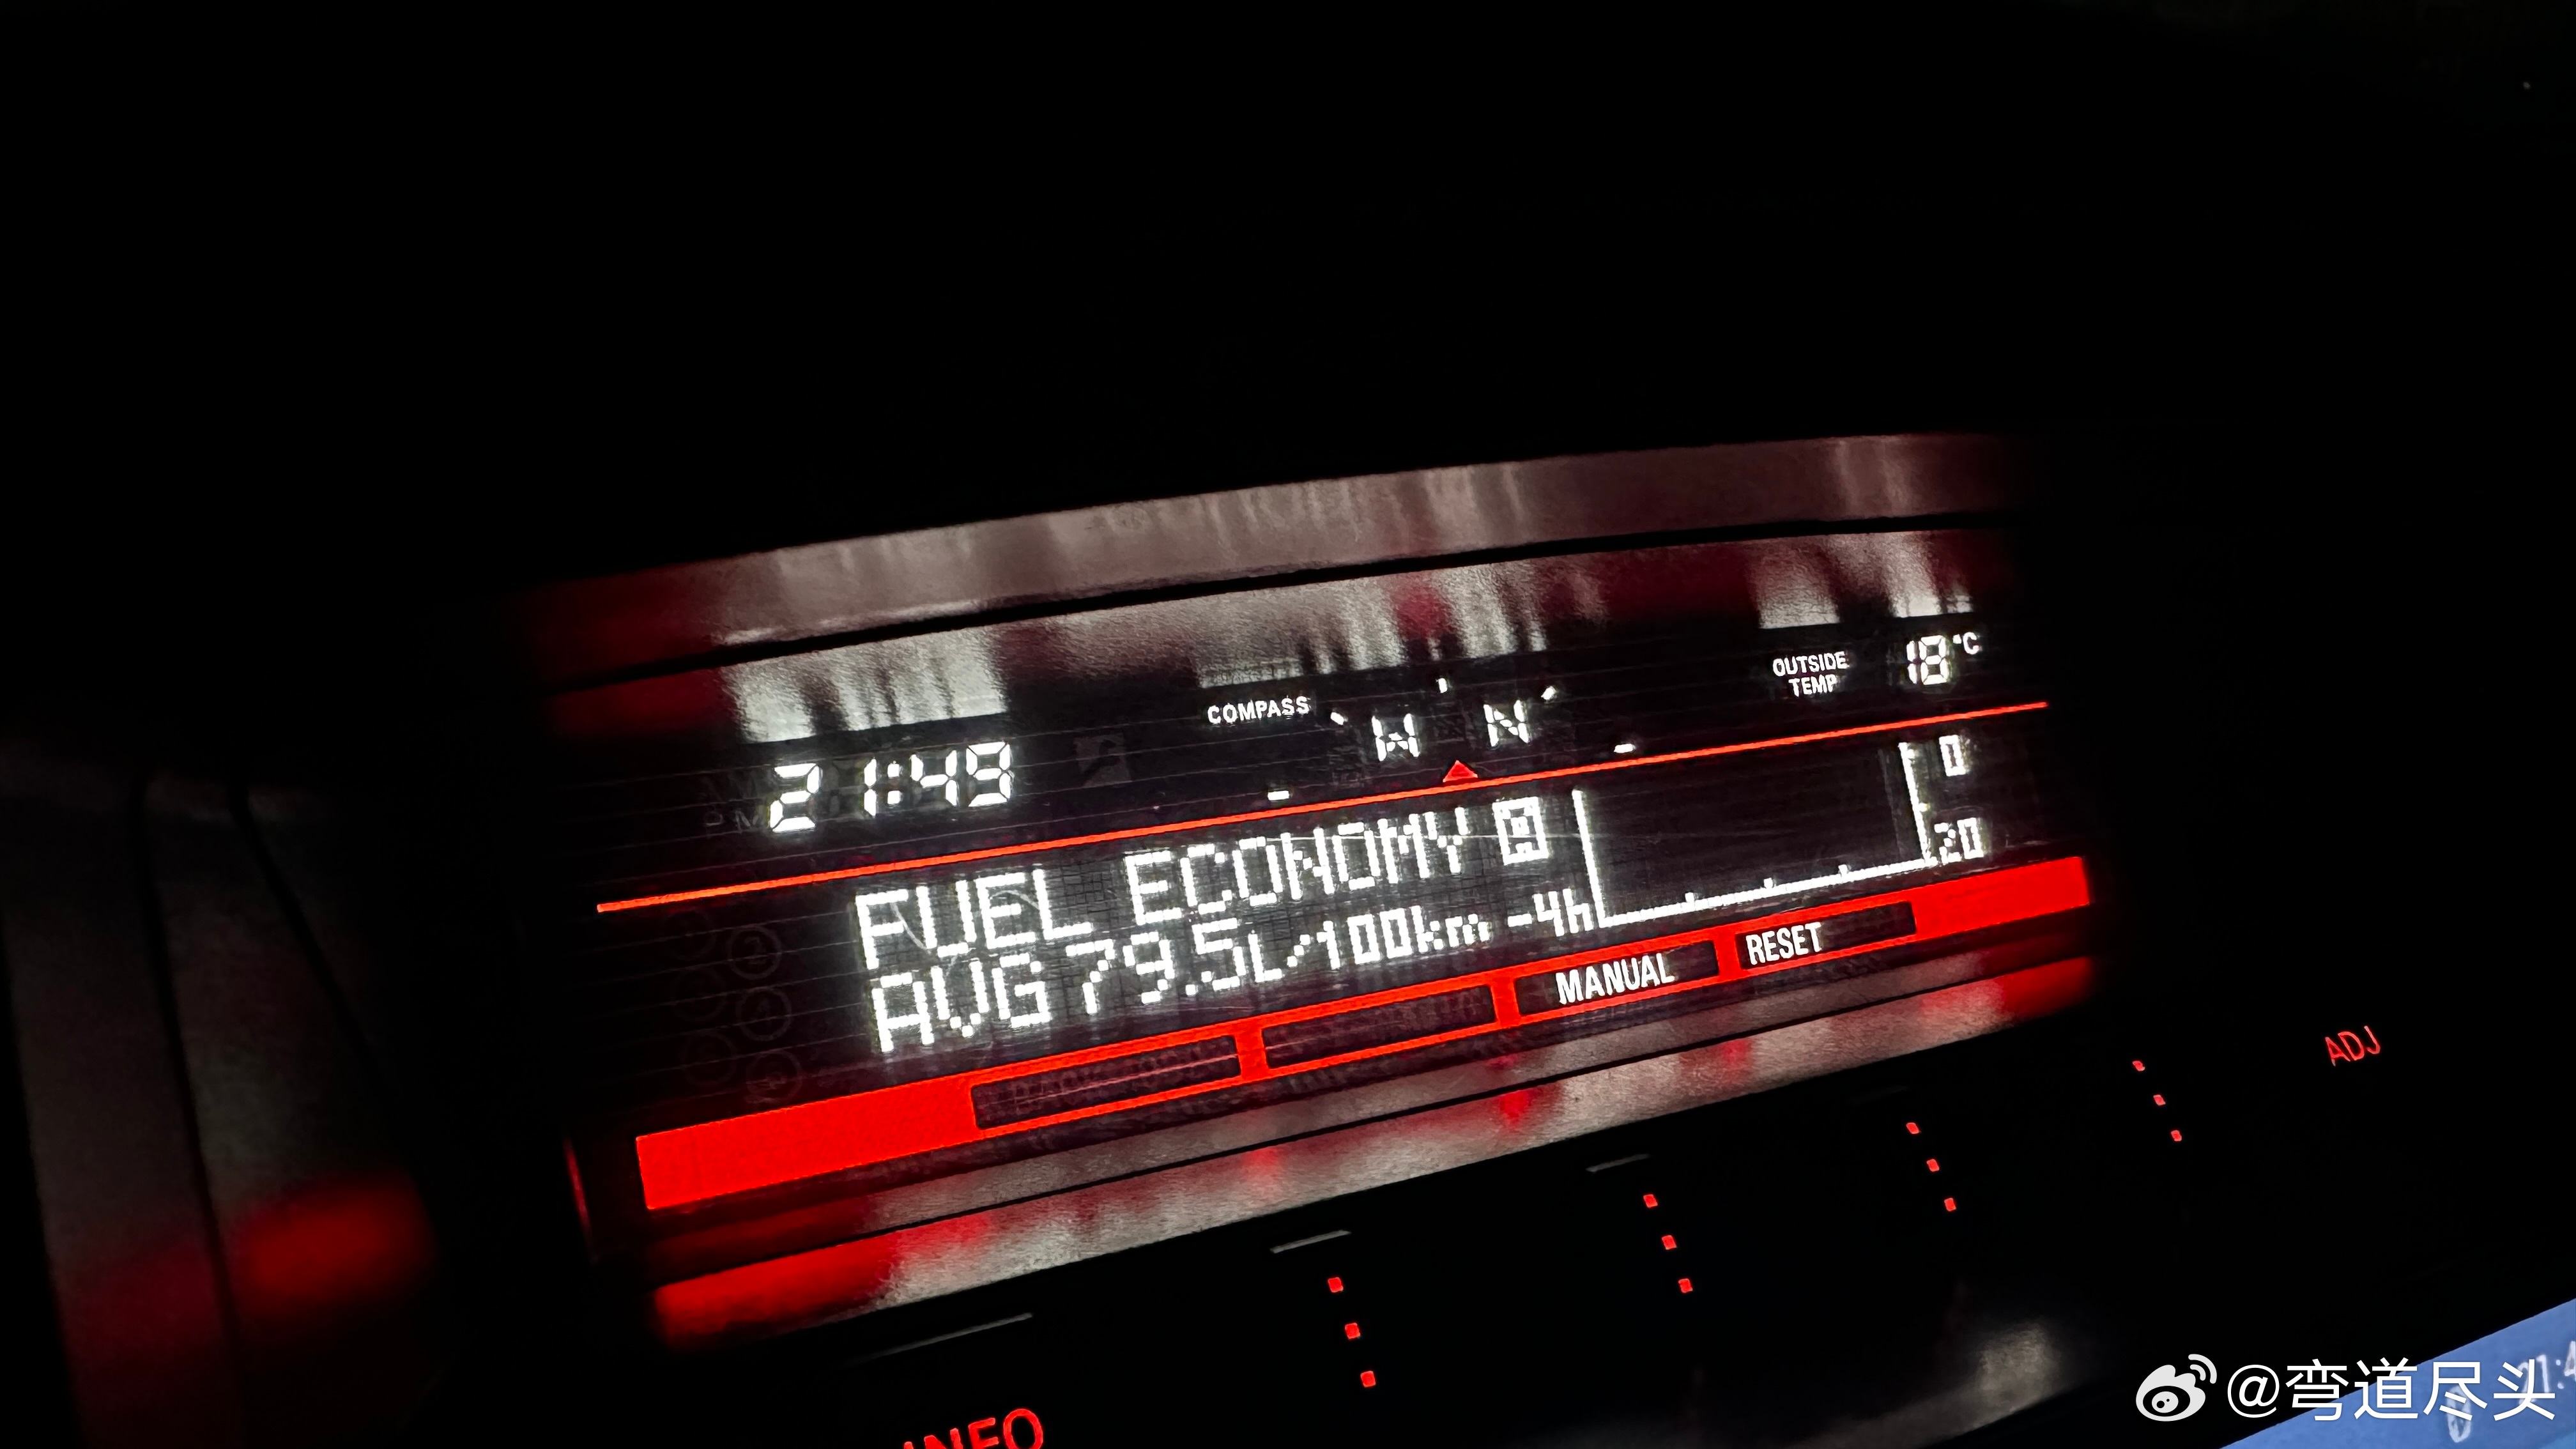 COMPASS
W N
OUTSIDE
TEMP
18°C
21:49
FUEL ECONOMY
AVG 79.5L/100km
-4h
0
20
MANUAL
RESET
ADJ
INFO
@弯道尽头